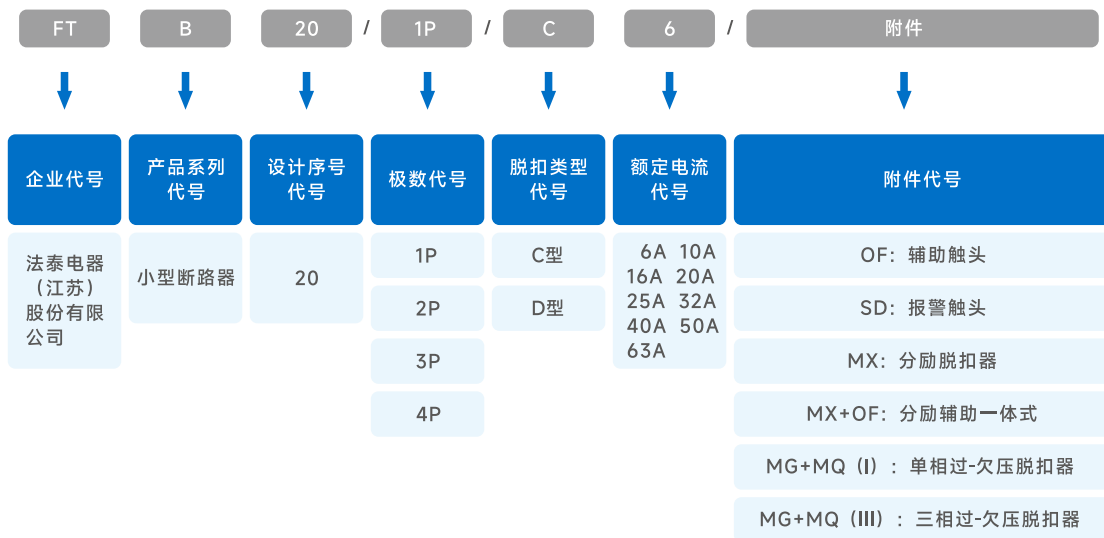 FT B 20 / 1P / C 6 / 附件
企业代号
产品系列
代号
设计序号
代号
极数代号
脱扣类型
代号
额定电流
代号
附件代号
法泰电器
（江苏）
股份有限
公司
小型断路器
20
1P
2P
3P
4P
C型
D型
6A 10A
16A 20A
25A 32A
40A 50A
63A
OF：辅助触头
SD：报警触头
MX：分励脱扣器
MX+OF：分励辅助一体式
MG+MQ（I）：单相过-欠压脱扣器
MG+MQ（III）：三相过-欠压脱扣器